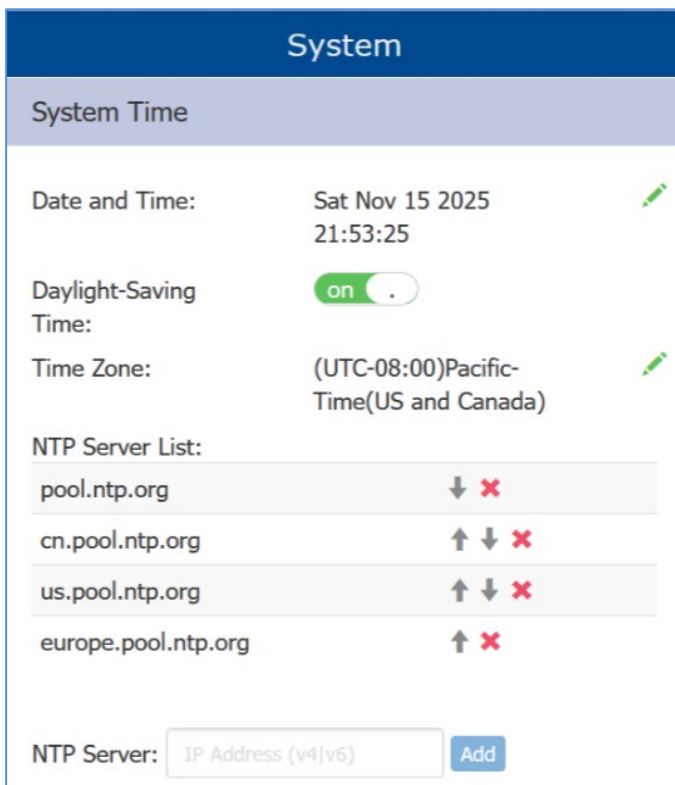 System
System Time
Date and Time: Sat Nov 15 2025
21:53:25
Daylight-Saving on .
Time:
Time Zone: (UTC-08:00)Pacific-
Time(US and Canada)
NTP Server List:
pool.ntp.org
cn.pool.ntp.org
us.pool.ntp.org
europe.pool.ntp.org
NTP Server: IP Address (v4|v6) Add